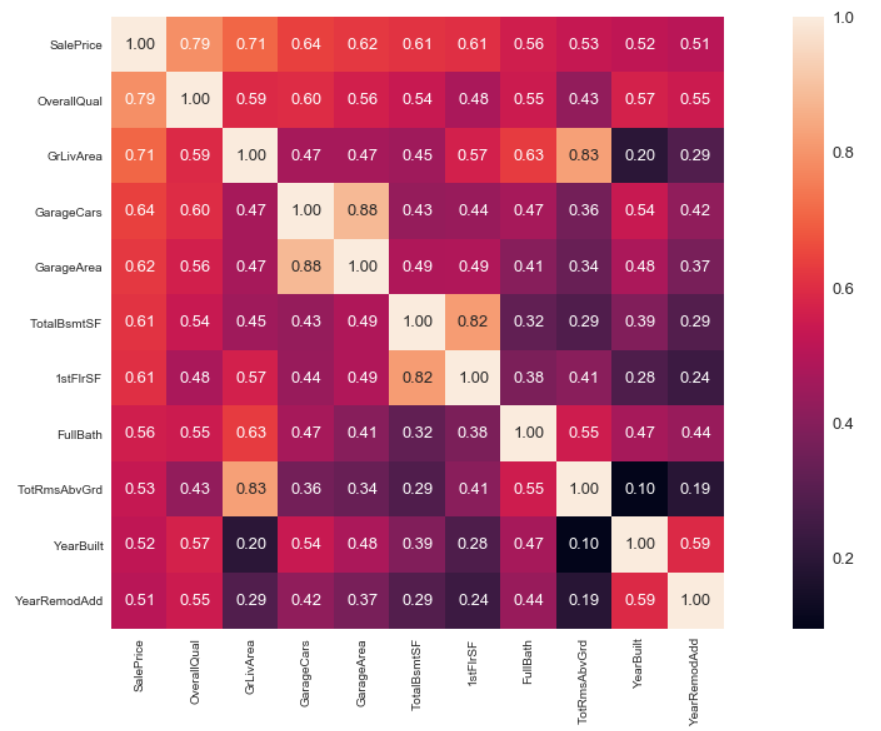 SalePrice 1.00 0.79 0.71 0.64 0.62 0.61 0.61 0.56 0.53 0.52 0.51
OverallQual 0.79 1.00 0.59 0.60 0.56 0.54 0.48 0.55 0.43 0.57 0.55
GrLivArea 0.71 0.59 1.00 0.47 0.47 0.45 0.57 0.63 0.83 0.20 0.29
GarageCars 0.64 0.60 0.47 1.00 0.88 0.43 0.44 0.47 0.36 0.54 0.42
GarageArea 0.62 0.56 0.47 0.88 1.00 0.49 0.49 0.41 0.34 0.48 0.37
TotalBsmtSF 0.61 0.54 0.45 0.43 0.49 1.00 0.82 0.32 0.29 0.39 0.29
1stFlrSF 0.61 0.48 0.57 0.44 0.49 0.82 1.00 0.38 0.41 0.28 0.24
FullBath 0.56 0.55 0.63 0.47 0.41 0.32 0.38 1.00 0.55 0.47 0.44
TotRmsAbvGrd 0.53 0.43 0.83 0.36 0.34 0.29 0.41 0.55 1.00 0.10 0.19
YearBuilt 0.52 0.57 0.20 0.54 0.48 0.39 0.28 0.47 0.10 1.00 0.59
YearRemodAdd 0.51 0.55 0.29 0.42 0.37 0.29 0.24 0.44 0.19 0.59 1.00
SalePrice OverallQual GrLivArea GarageCars GarageArea TotalBsmtSF 1stFlrSF FullBath TotRmsAbvGrd YearBuilt YearRemodAdd
1.0
0.8
0.6
0.4
0.2